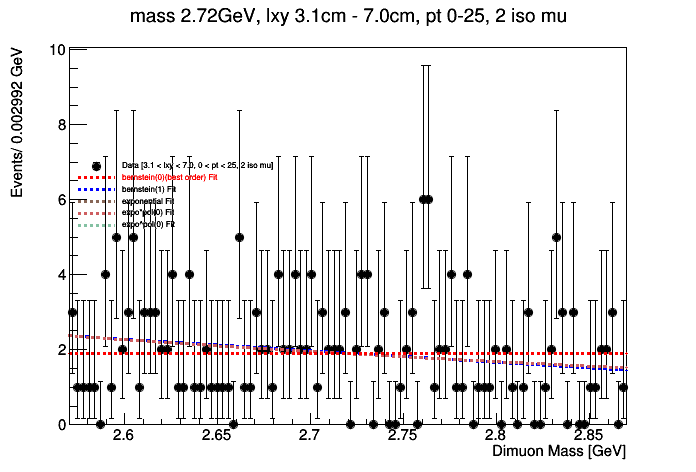 mass 2.72GeV, lxy 3.1cm - 7.0cm, pt 0-25, 2 iso mu
Events/ 0.002992 GeV
10
8
6
4
2
0
Data [3.1 < lxy < 7.0, 0 < pt < 25, 2 iso mu]
bernstein(0)(best order) Fit
bernstein(1) Fit
exponential Fit
expo*pol(0) Fit
expo*pol(0) Fit
2.6 2.65 2.7 2.75 2.8 2.85
Dimuon Mass [GeV]